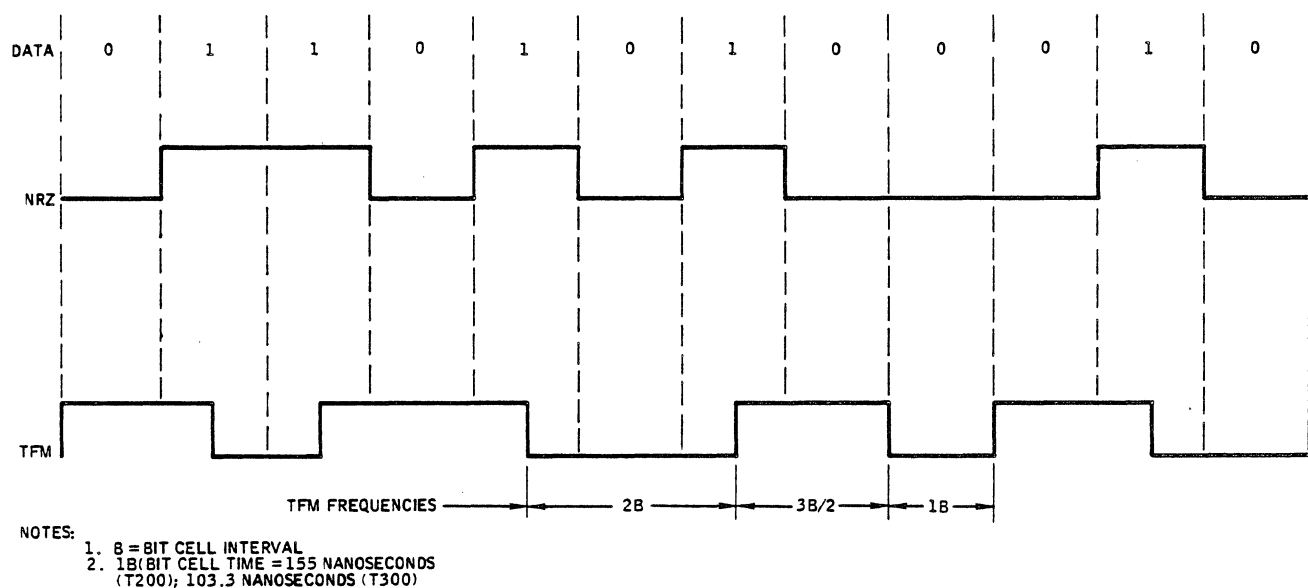 DATA 0 1 1 0 1 0 1 0 0 0 1 0
NRZ
TFM
TFM FREQUENCIES 2B 3B/2 1B
NOTES:
1. B = BIT CELL INTERVAL
2. 1B(BIT CELL TIME = 155 NANOSECONDS
(T200); 103.3 NANOSECONDS (T300)